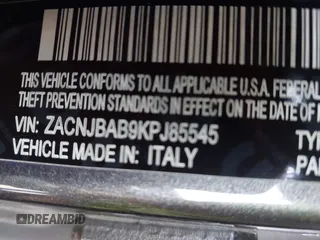 THIS VEHICLE CONFORMS TO ALL APPLICABLE U.S.A. FEDERAL
THEFT PREVENTION STANDARDS IN EFFECT ON THE DATE
VIN: ZACNJBAB9KPJ85545
VEHICLE MADE IN: ITALY
DREAMBID